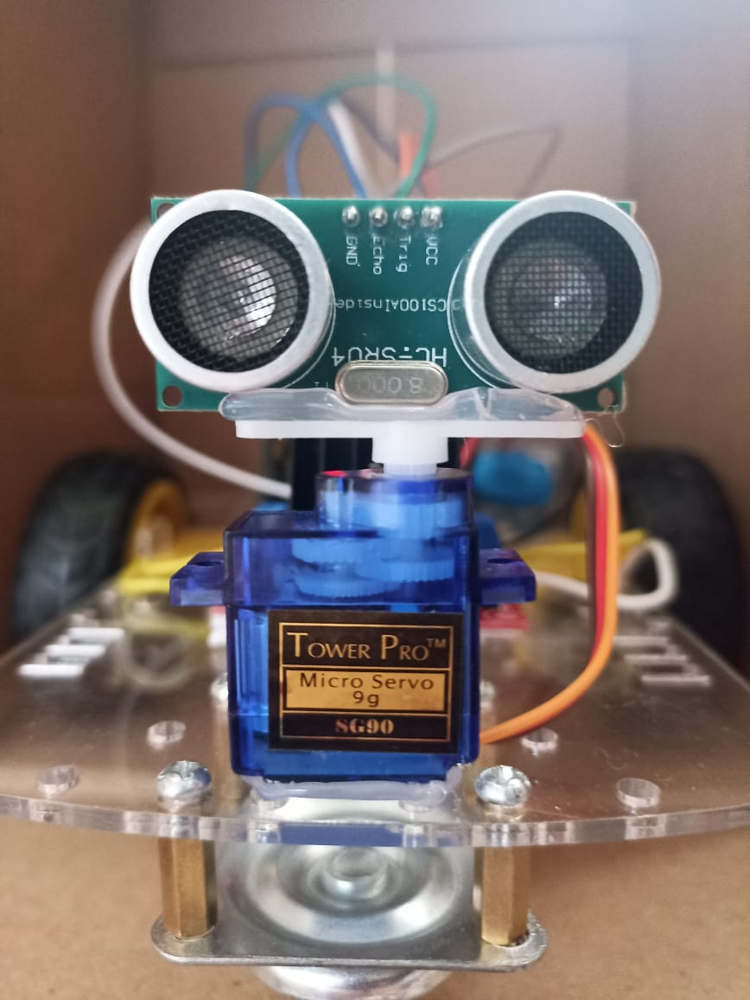 GND
Echo
Trig
VCC
CS100AInside
HC-SR04
8.000
TOWER PRO™
Micro Servo
9g
SG90